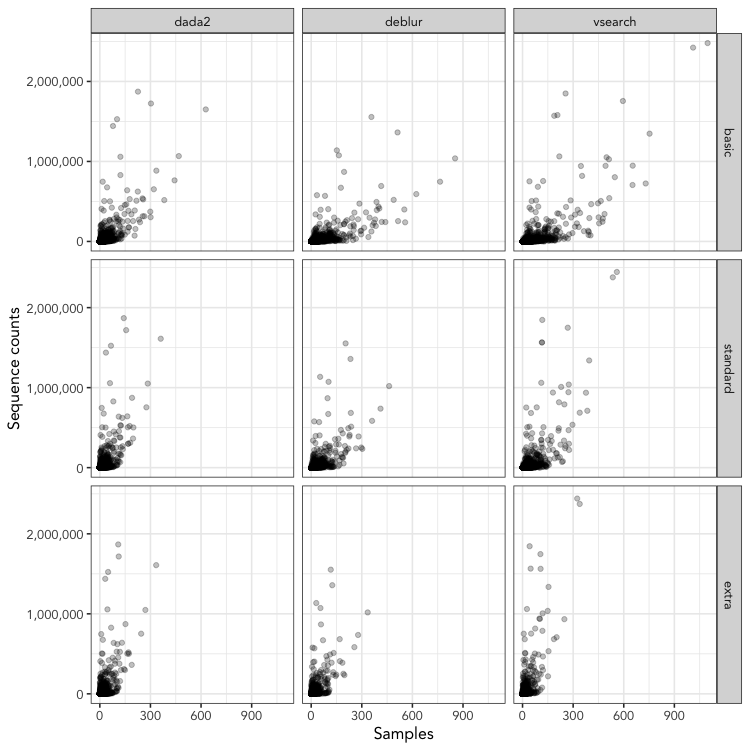 dada2 deblur vsearch
2,000,000
1,000,000
0
basic
2,000,000
1,000,000
0
standard
2,000,000
1,000,000
0
extra
Sequence counts
0 300 600 900 0 300 600 900 0 300 600 900
Samples